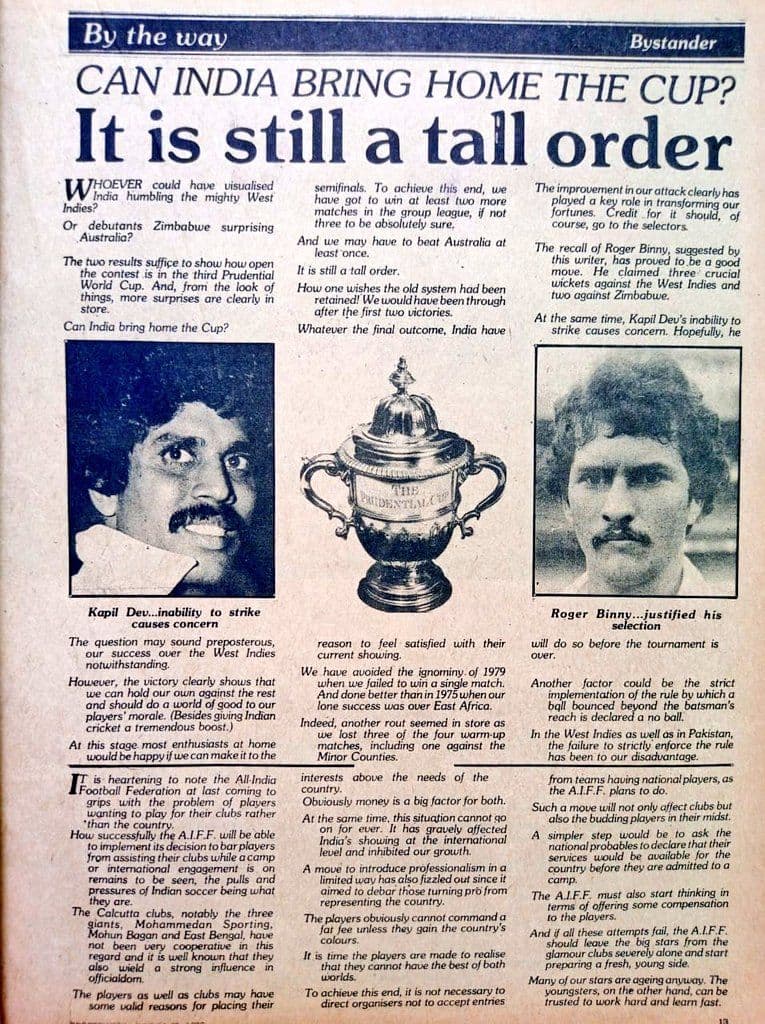 By the way
Bystander
CAN INDIA BRING HOME THE CUP?
It is still a tall order
WHOEVER could have visualised
India humbling the mighty West
Indies?
Or debutants Zimbabwe surprising
Australia?
The two results suffice to show how open
the contest is in the third Prudential
World Cup. And, from the look of
things, more surprises are clearly in
store.
Can India bring home the Cup?
semifinals. To achieve this end, we
have got to win at least two more
matches in the group league, if not
three to be absolutely sure.
And we may have to beat Australia at
least once.
It is still a tall order.
How one wishes the old system had been
retained! We would have been through
after the first two victories.
Whatever the final outcome, India have
The improvement in our attack clearly has
played a key role in transforming our
fortunes. Credit for it should, of
course, go to the selectors.
The recall of Roger Binny, suggested by
this writer, has proved to be a good
move. He claimed three crucial
wickets against the West Indies and
two against Zimbabwe.
At the same time, Kapil Dev's inability to
strike causes concern. Hopefully, he
THE
PRUDENTIAL CUP
Kapil Dev...inability to strike
causes concern
Roger Binny...justified his
selection
The question may sound preposterous,
our success over the West Indies
notwithstanding.
However, the victory clearly shows that
we can hold our own against the rest
and should do a world of good to our
players' morale. (Besides giving Indian
cricket a tremendous boost.)
At this stage most enthusiasts at home
would be happy if we can make it to the
reason to feel satisfied with their
current showing.
We have avoided the ignominy of 1979
when we failed to win a single match.
And done better than in 1975 when our
lone success was over East Africa.
Indeed, another rout seemed in store as
we lost three of the four warm-up
matches, including one against the
Minor Counties.
will do so before the tournament is
over.
Another factor could be the strict
implementation of the rule by which a
ball bounced beyond the batsman's
reach is declared a no ball.
In the West Indies as well as in Pakistan,
the failure to strictly enforce the rule
has been to our disadvantage.
IT is heartening to note the All-India
Football Federation at last coming to
grips with the problem of players
wanting to play for their clubs rather
than the country.
How successfully the A.I.F.F. will be able
to implement its decision to bar players
from assisting their clubs while a camp
or international engagement is on
remains to be seen, the pulls and
pressures of Indian soccer being what
they are.
The Calcutta clubs, notably the three
giants, Mohammedan Sporting,
Mohun Bagan and East Bengal, have
not been very cooperative in this
regard and it is well known that they
also wield a strong influence in
officialdom.
The players as well as clubs may have
some valid reasons for placing their
interests above the needs of the
country.
Obviously money is a big factor for both.
At the same time, this situation cannot go
on for ever. It has gravely affected
India's showing at the international
level and inhibited our growth.
A move to introduce professionalism in a
limited way has also fizzled out since it
aimed to debar those turning pro from
representing the country.
The players obviously cannot command a
fat fee unless they gain the country's
colours.
It is time the players are made to realise
that they cannot have the best of both
worlds.
To achieve this end, it is not necessary to
direct organisers not to accept entries
from teams having national players, as
the A.I.F.F. plans to do.
Such a move will not only affect clubs but
also the budding players in their midst.
A simpler step would be to ask the
national probables to declare that their
services would be available for the
country before they are admitted to a
camp.
The A.I.F.F. must also start thinking in
terms of offering some compensation
to the players.
And if all these attempts fail, the A.I.F.F.
should leave the big stars from the
glamour clubs severely alone and start
preparing a fresh, young side.
Many of our stars are ageing anyway. The
youngsters, on the other hand, can be
trusted to work hard and learn fast.
13